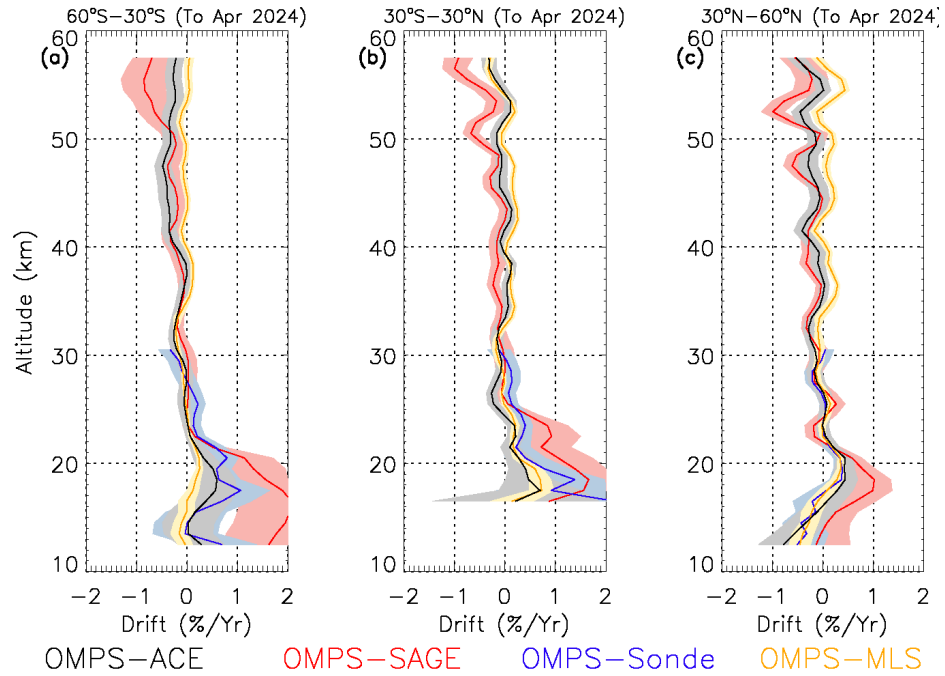 60°S−30°S (To Apr 2024) 30°S−30°N (To Apr 2024) 30°N−60°N (To Apr 2024)
60 60 60
(a) (b) (c)
50 50 50
40 40 40
Altitude (km)
30 30 30
20 20 20
10 10 10
−2 −1 0 1 2 −2 −1 0 1 2 −2 −1 0 1 2
Drift (%/Yr) Drift (%/Yr) Drift (%/Yr)
OMPS−ACE OMPS−SAGE OMPS−Sonde OMPS−MLS